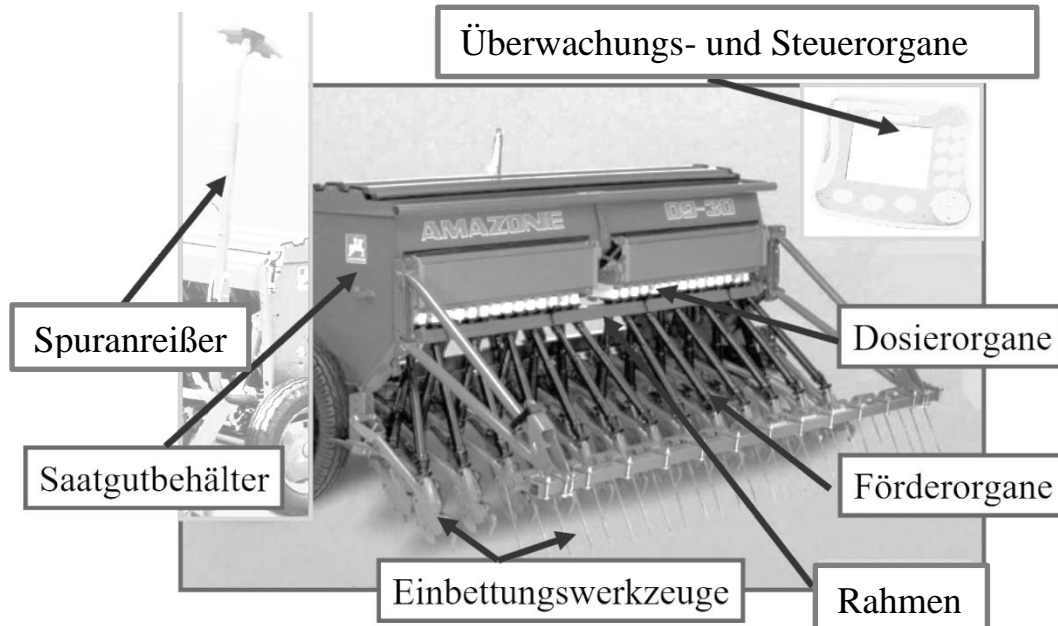 Überwachungs- und Steuerorgane
AMAZONE
D9-30
Spuranreißer
Dosierorgane
Saatgutbehälter
Förderorgane
Einbettungswerkzeuge
Rahmen